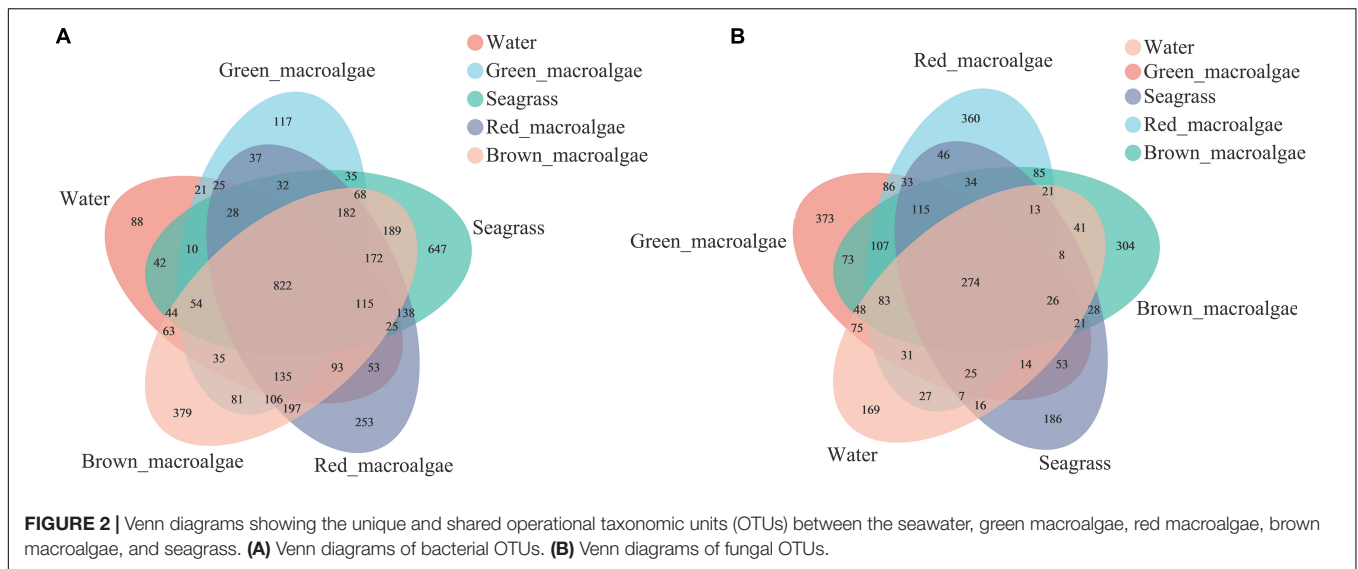 A
Water
Green_macroalgae
Seagrass
Red_macroalgae
Brown_macroalgae
Green_macroalgae
117
37
35
21 25 32
68
Water
88
28
182
189
Seagrass
647
10
172
42
822
54
115
44
138
63
25
35
93 53
135
81 106
197
379
253
Brown_macroalgae
Red_macroalgae
B
Water
Green_macroalgae
Seagrass
Red_macroalgae
Brown_macroalgae
Red_macroalgae
360
46
85
86 33 34
21
373
115
13
41
Green_macroalgae
107
304
73
8
274
83
26
48
28
Brown_macroalgae
75
21
31
14 53
25
27 7
16
169
186
Water
Seagrass
FIGURE 2 | Venn diagrams showing the unique and shared operational taxonomic units (OTUs) between the seawater, green macroalgae, red macroalgae, brown
macroalgae, and seagrass. (A) Venn diagrams of bacterial OTUs. (B) Venn diagrams of fungal OTUs.